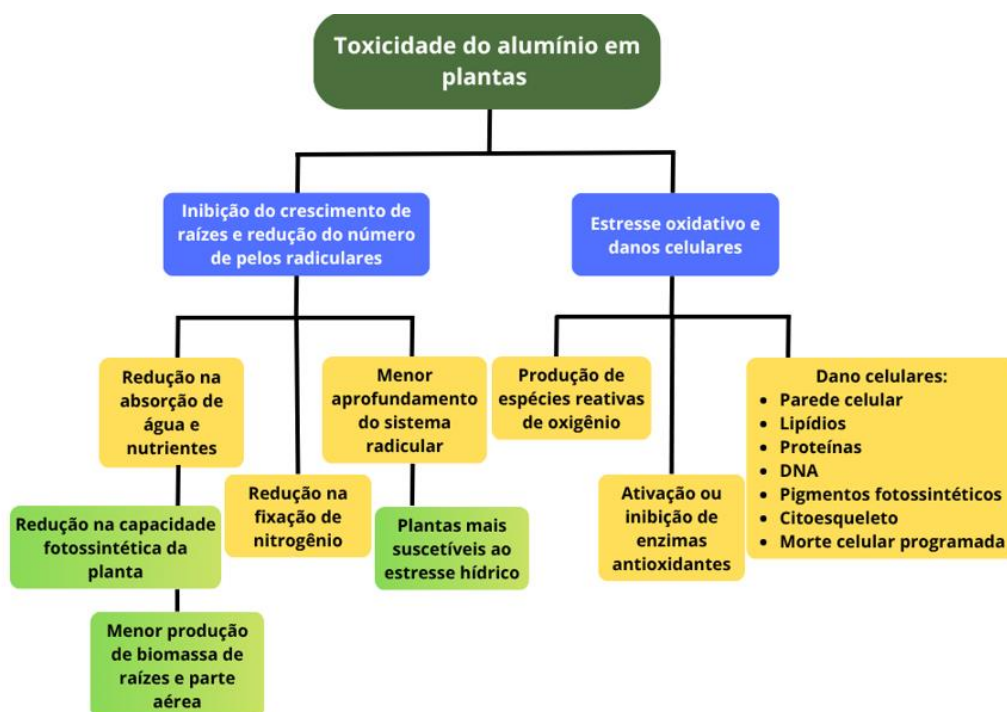 Toxicidade do alumínio em
plantas
Inibição do crescimento de
raízes e redução do número
de pelos radiculares
Estresse oxidativo e
danos celulares
Redução na
absorção de
água e
nutrientes
Redução na capacidade
fotossintética da
planta
Menor produção
de biomassa de
raízes e parte
aérea
Redução na
fixação de
nitrogênio
Menor
aprofundamento
do sistema
radicular
Plantas mais
suscetíveis ao
estresse hídrico
Produção de
espécies reativas
de oxigênio
Ativação ou
inibição de
enzimas
antioxidantes
Dano celulares:
• Parede celular
• Lipídios
• Proteínas
• DNA
• Pigmentos fotossintéticos
• Citoesqueleto
• Morte celular programada